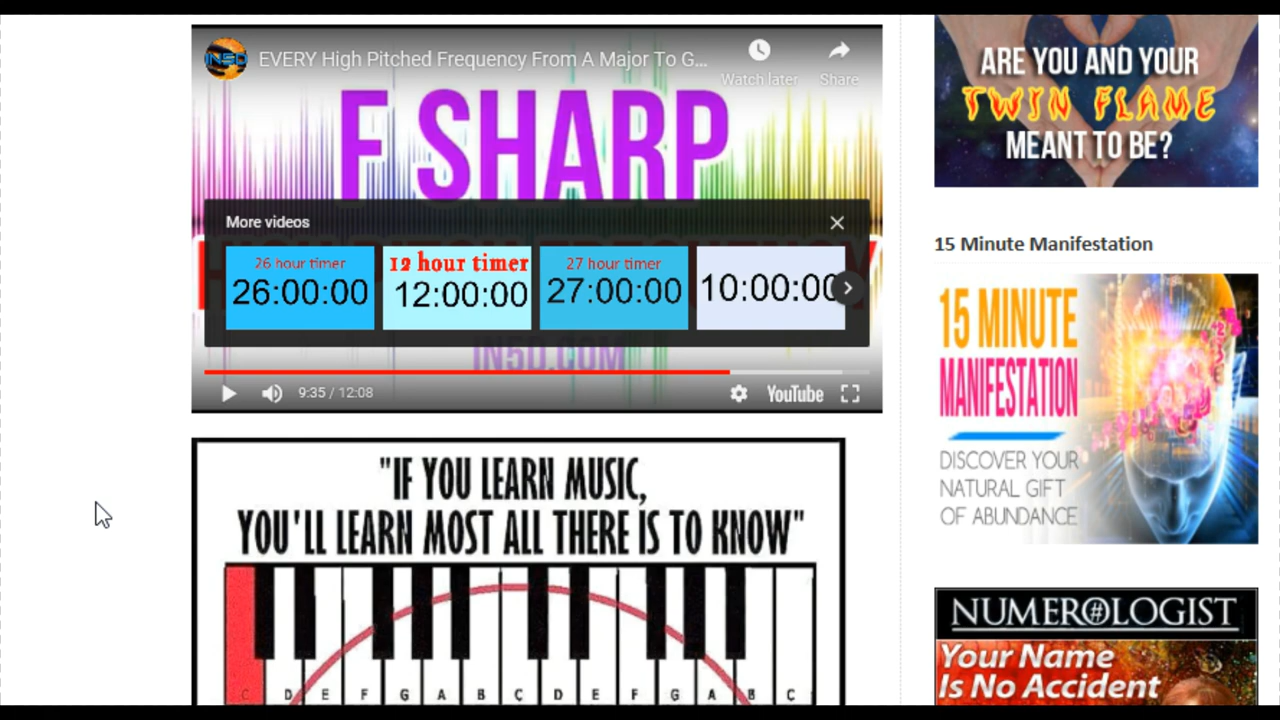 IN5D
EVERY High Pitched Frequency From A Major To G...
Watch later
Share
F SHARP
More videos
26 hour timer
26:00:00
12 hour timer
12:00:00
27 hour timer
27:00:00
10:00:00
IN5D.COM
9:35 / 12:08
YouTube
"IF YOU LEARN MUSIC,
YOU'LL LEARN MOST ALL THERE IS TO KNOW"
C D E F G A B C D E F G A B C
ARE YOU AND YOUR
TWIN FLAME
MEANT TO BE?
15 Minute Manifestation
15 MINUTE
MANIFESTATION
DISCOVER YOUR
NATURAL GIFT
OF ABUNDANCE
NUMEROLOGIST
#
Your Name
Is No Accident